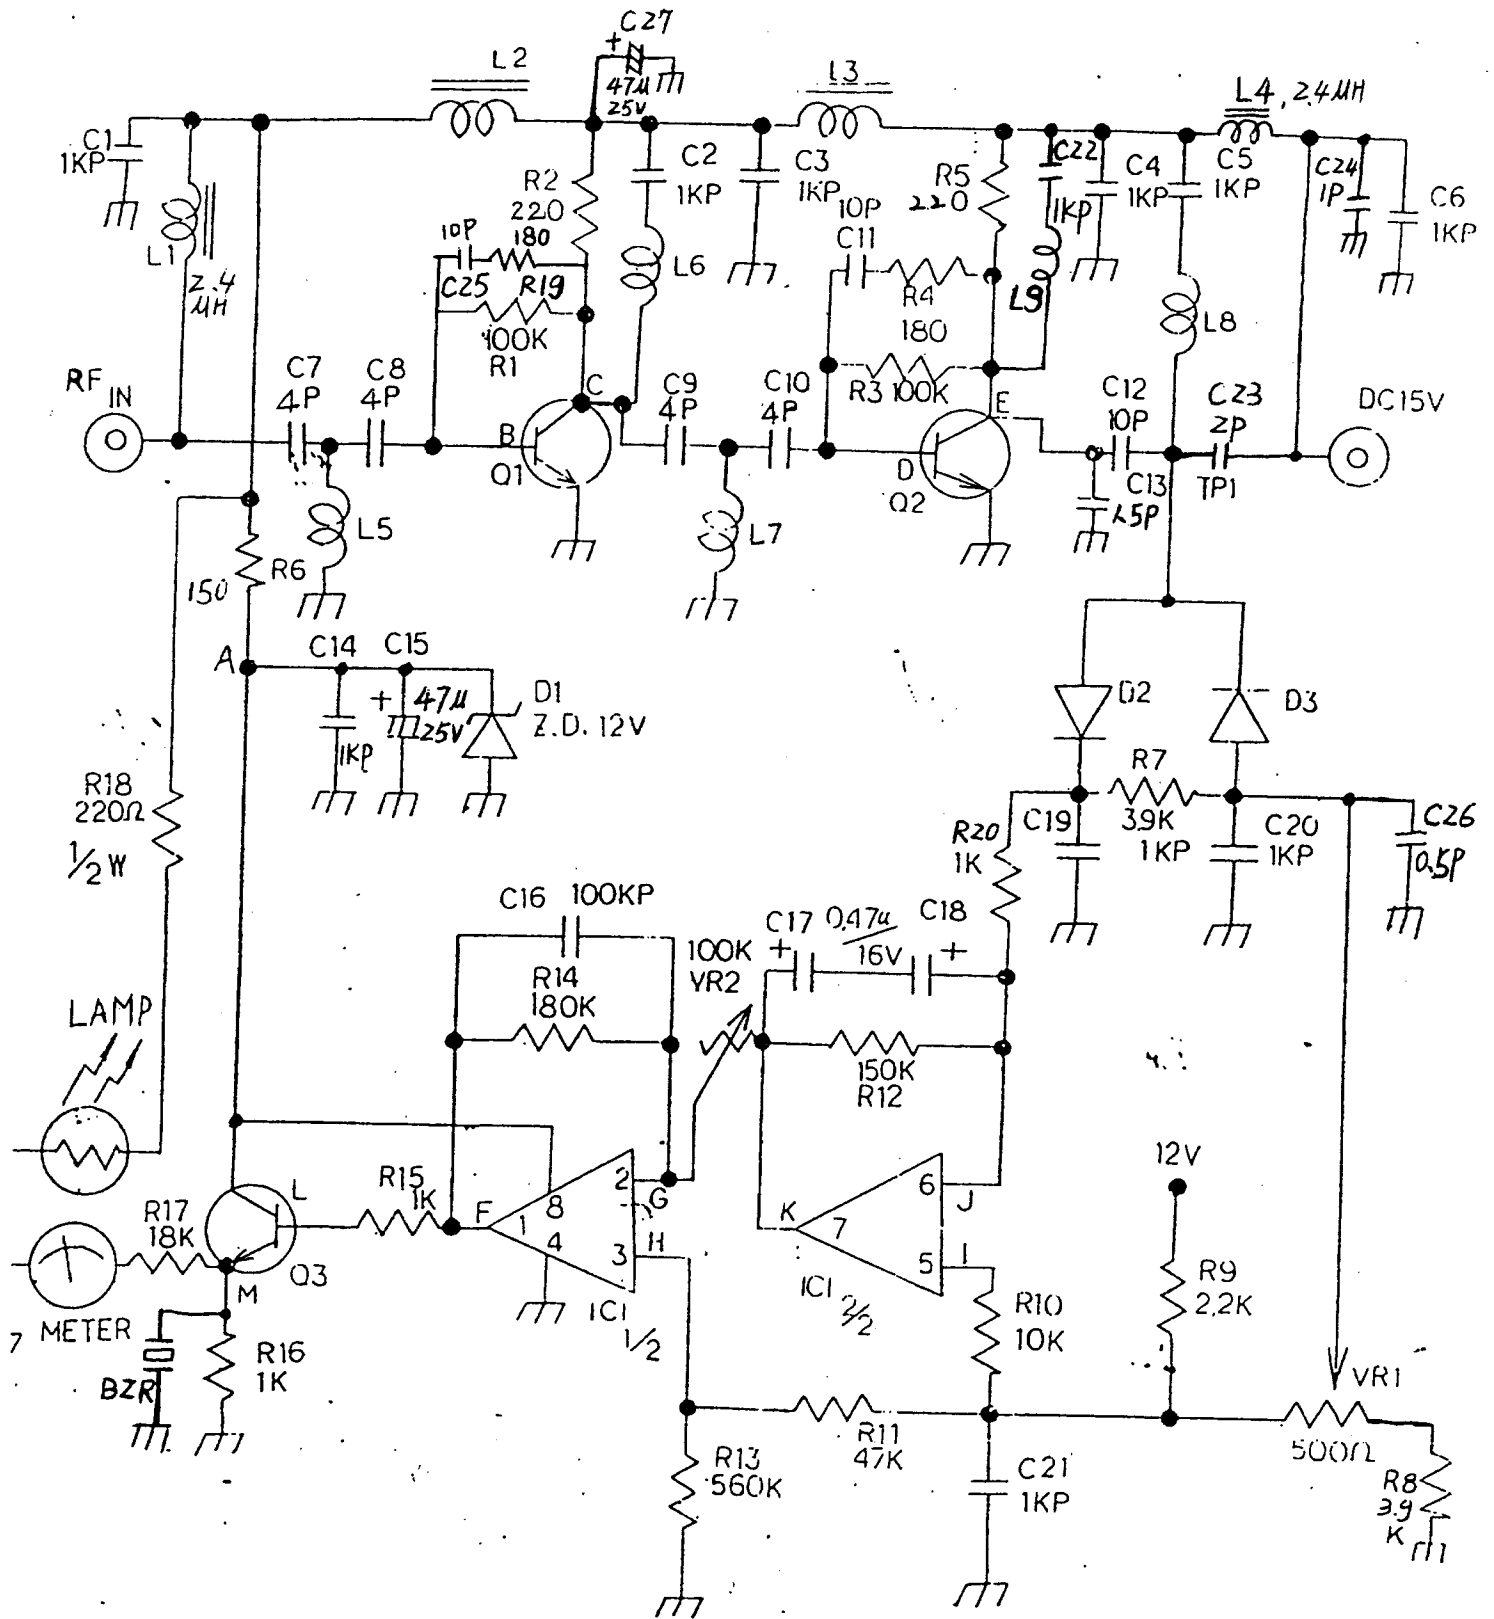 C27
+
47µ
25V
L2
L3
L4, 2.4µH
C1
1KP
L1
2.4
µH
R2
220
C2
1KP
C3
1KP
R5
220
C22
1KP
C4
1KP
C5
1KP
C24
1P
C6
1KP
10P
C25
180
R19
100K
R1
L6
10P
C11
R4
180
R3 100K
L9
L8
RF IN
C7
4P
C8
4P
B
C
Q1
C9
4P
C10
4P
D
E
Q2
C12
10P
C13
1.5P
C23
2P
TP1
DC15V
L5
L7
R6
150
A
C14
1KP
C15
+
47µ
25V
D1
Z.D. 12V
D2
D3
R18
220Ω
1/2 W
R7
3.9K
C19
1KP
C20
1KP
C26
0.5P
R20
1K
C16
100KP
R14
180K
100K
VR2
C17
0.47µ
16V
C18
+
+
150K
R12
LAMP
L
R17
18K
Q3
M
R15
1K
F
1
8
4
2
3
G
H
IC1
1/2
K
7
6
5
J
I
IC1
2/2
12V
R9
2.2K
R10
10K
7
METER
BZR
R16
1K
R11
47K
R13
560K
C21
1KP
VR1
500Ω
R8
3.9
K